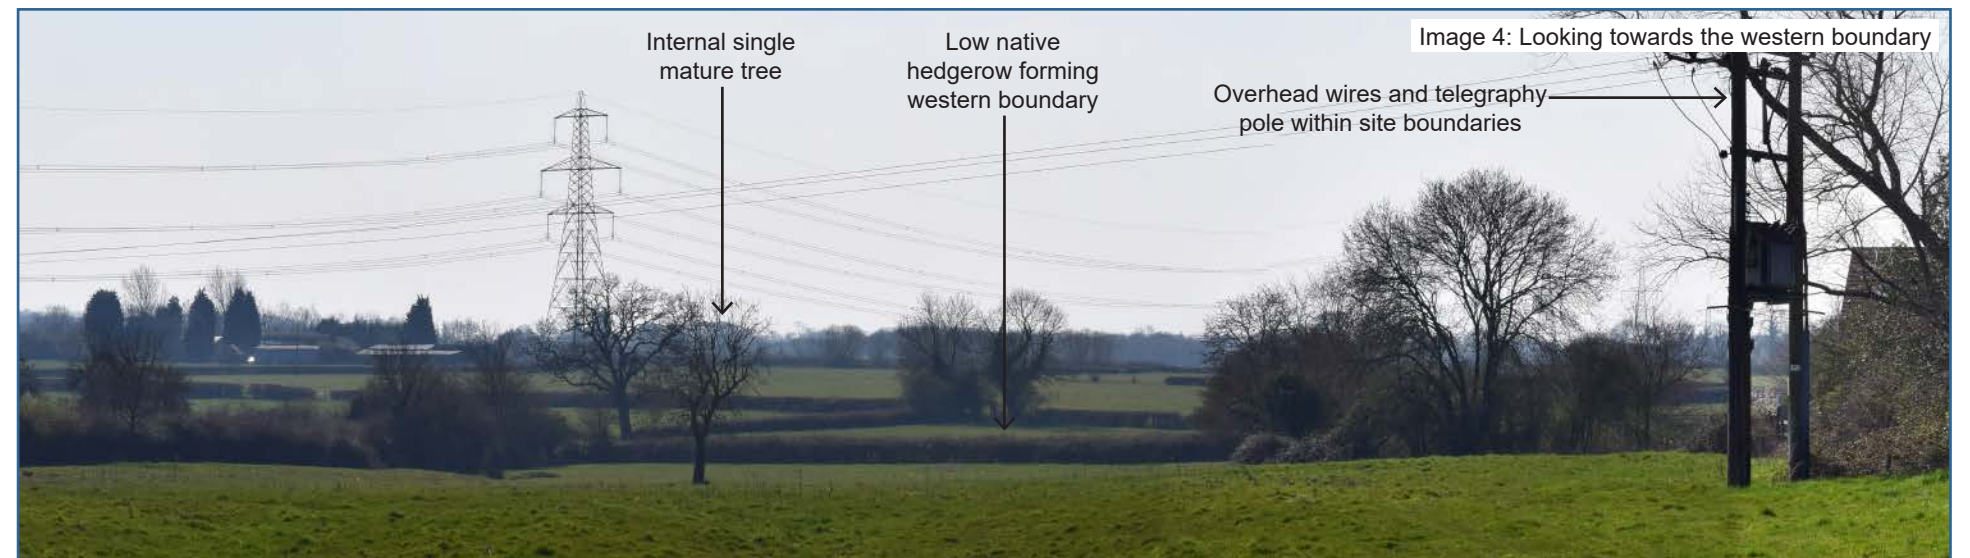 Image 4: Looking towards the western boundary
Internal single
mature tree
Low native
hedgerow forming
western boundary
Overhead wires and telegraphy
pole within site boundaries